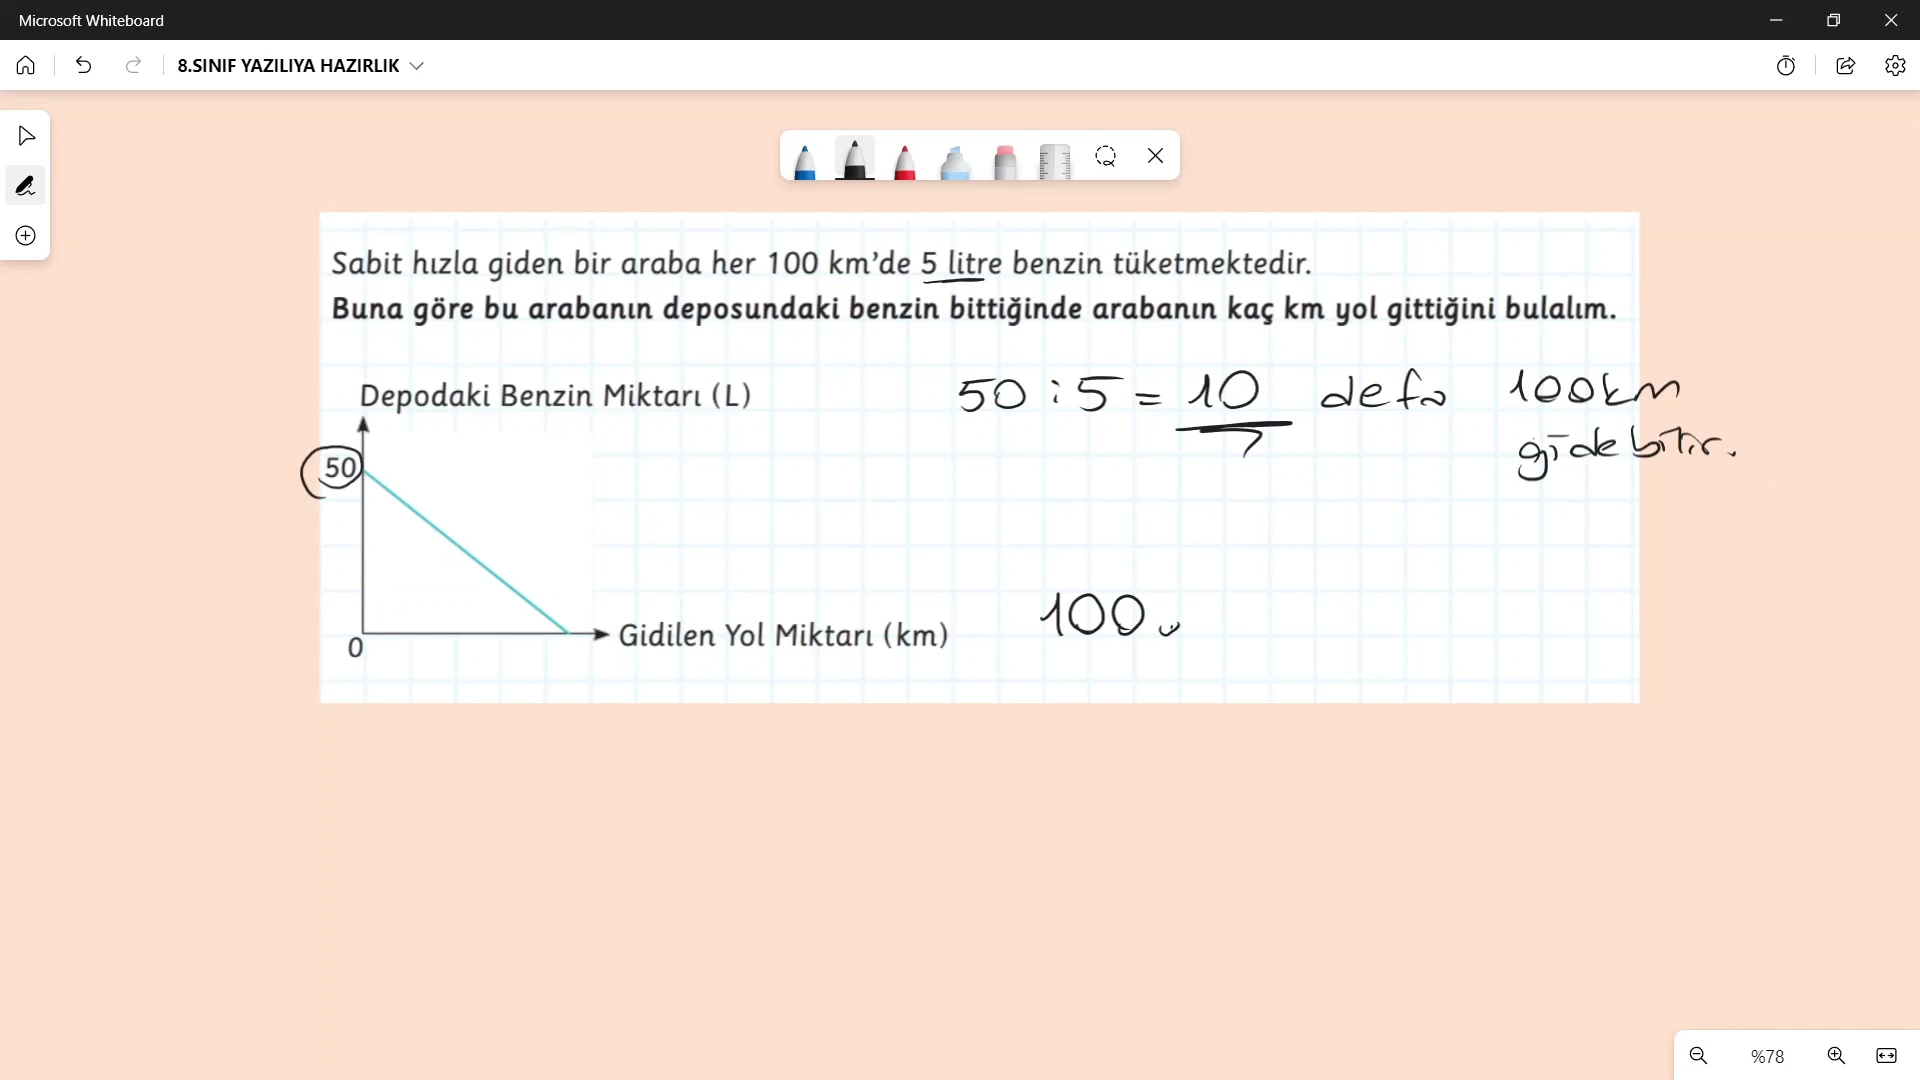 Microsoft Whiteboard
8.SINIF YAZILIYA HAZIRLIK
Sabit hızla giden bir araba her 100 km'de 5 litre benzin tüketmektedir.
Buna göre bu arabanın deposundaki benzin bittiğinde arabanın kaç km yol gittiğini bulalım.
Depodaki Benzin Miktarı (L)
50 : 5 = 10 defa 100km
gidebilir.
50
0
Gidilen Yol Miktarı (km)
100
%78